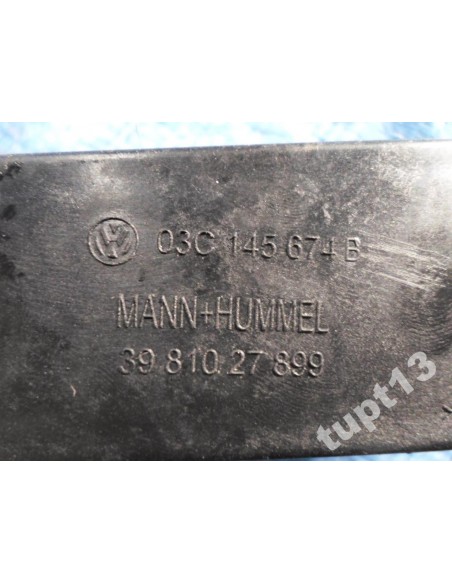 03C 145 674 B
MANN+HUMMEL
39 810 27 899
tupt13